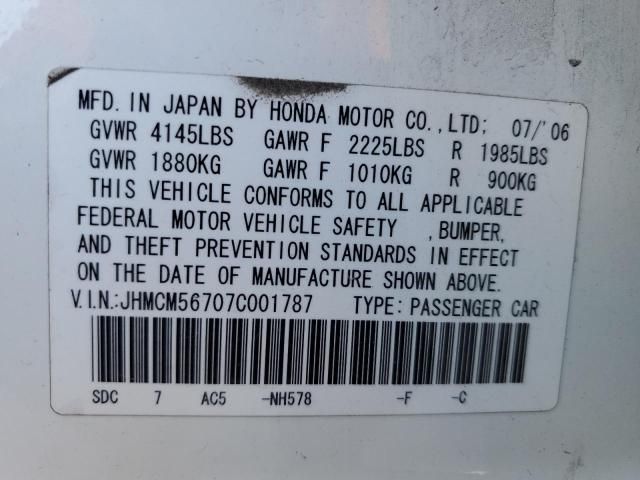 MFD. IN JAPAN BY HONDA MOTOR CO., LTD; 07/'06
GVWR 4145LBS GAWR F 2225LBS R 1985LBS
GVWR 1880KG GAWR F 1010KG R 900KG
THIS VEHICLE CONFORMS TO ALL APPLICABLE
FEDERAL MOTOR VEHICLE SAFETY , BUMPER,
AND THEFT PREVENTION STANDARDS IN EFFECT
ON THE DATE OF MANUFACTURE SHOWN ABOVE.
V.I.N.:JHMCM56707C001787 TYPE: PASSENGER CAR
SDC 7 AC5 -NH578 -F -C